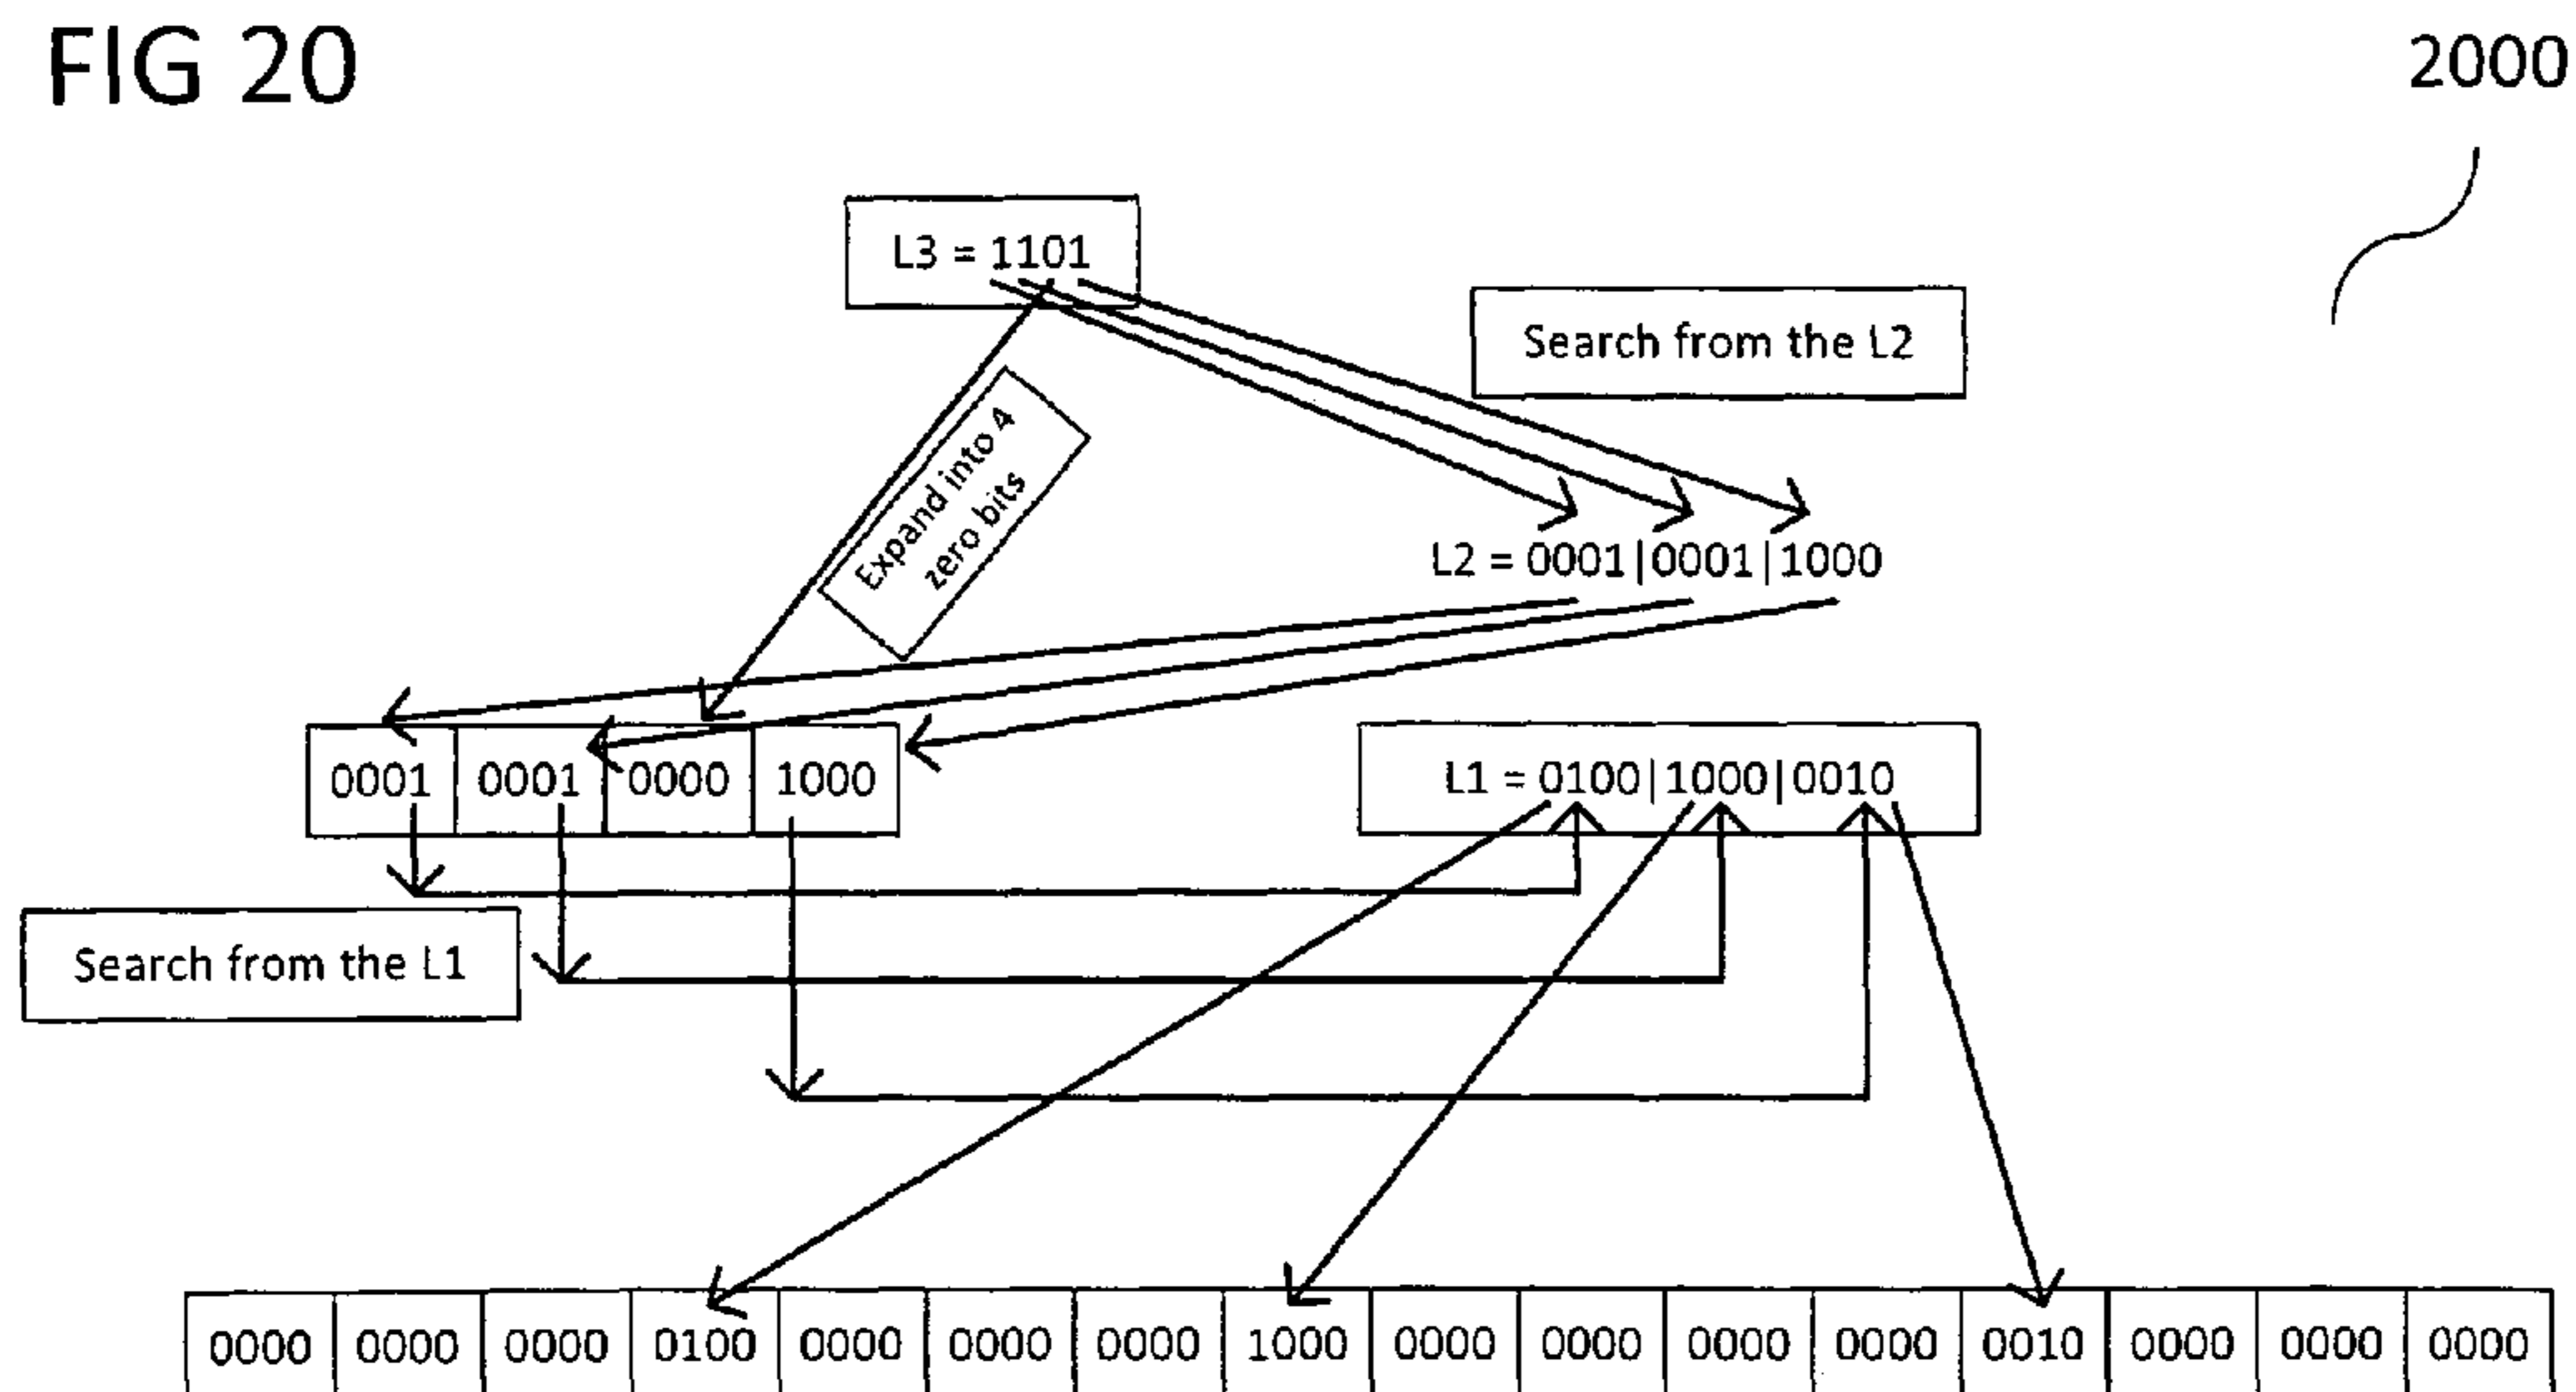 FIG 20
2000
L3 = 1101
Search from the L2
Expand into 4
zero bits
L2 = 0001|0001|1000
0001 0001 0000 1000
L1 = 0100|1000|0010
Search from the L1
0000 0000 0000 0100 0000 0000 0000 1000 0000 0000 0000 0000 0010 0000 0000 0000